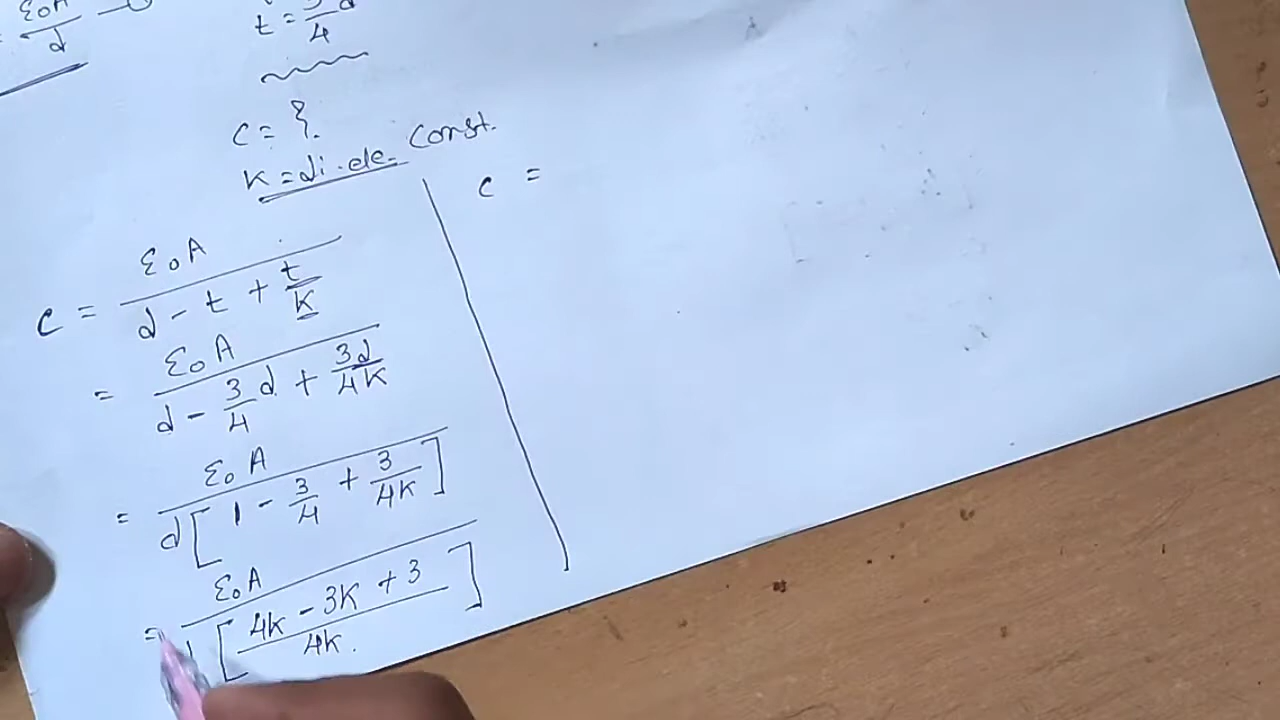 ε₀A / d
t = 3/4 d
C = ?
K = di.ele. Const.
C = ε₀A / (d - t + t/K)
= ε₀A / (d - 3/4 d + 3d/4K)
= ε₀A / d[1 - 3/4 + 3/4K]
= ε₀A / d[(4K - 3K + 3) / 4K]
C =